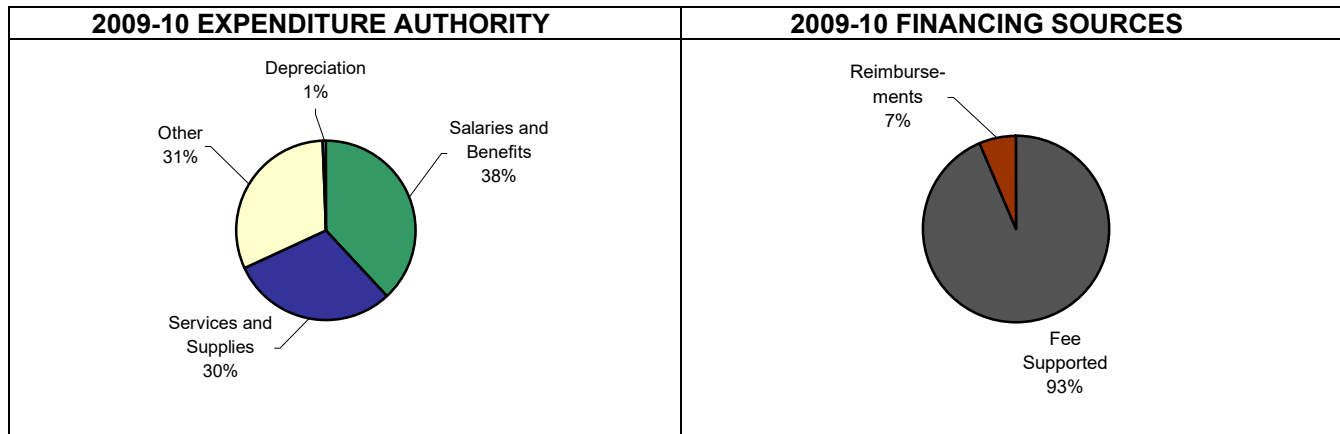 2009-10 EXPENDITURE AUTHORITY
Depreciation
1%
Other
31%
Salaries and
Benefits
38%
Services and
Supplies
30%
2009-10 FINANCING SOURCES
Reimburse-
ments
7%
Fee
Supported
93%